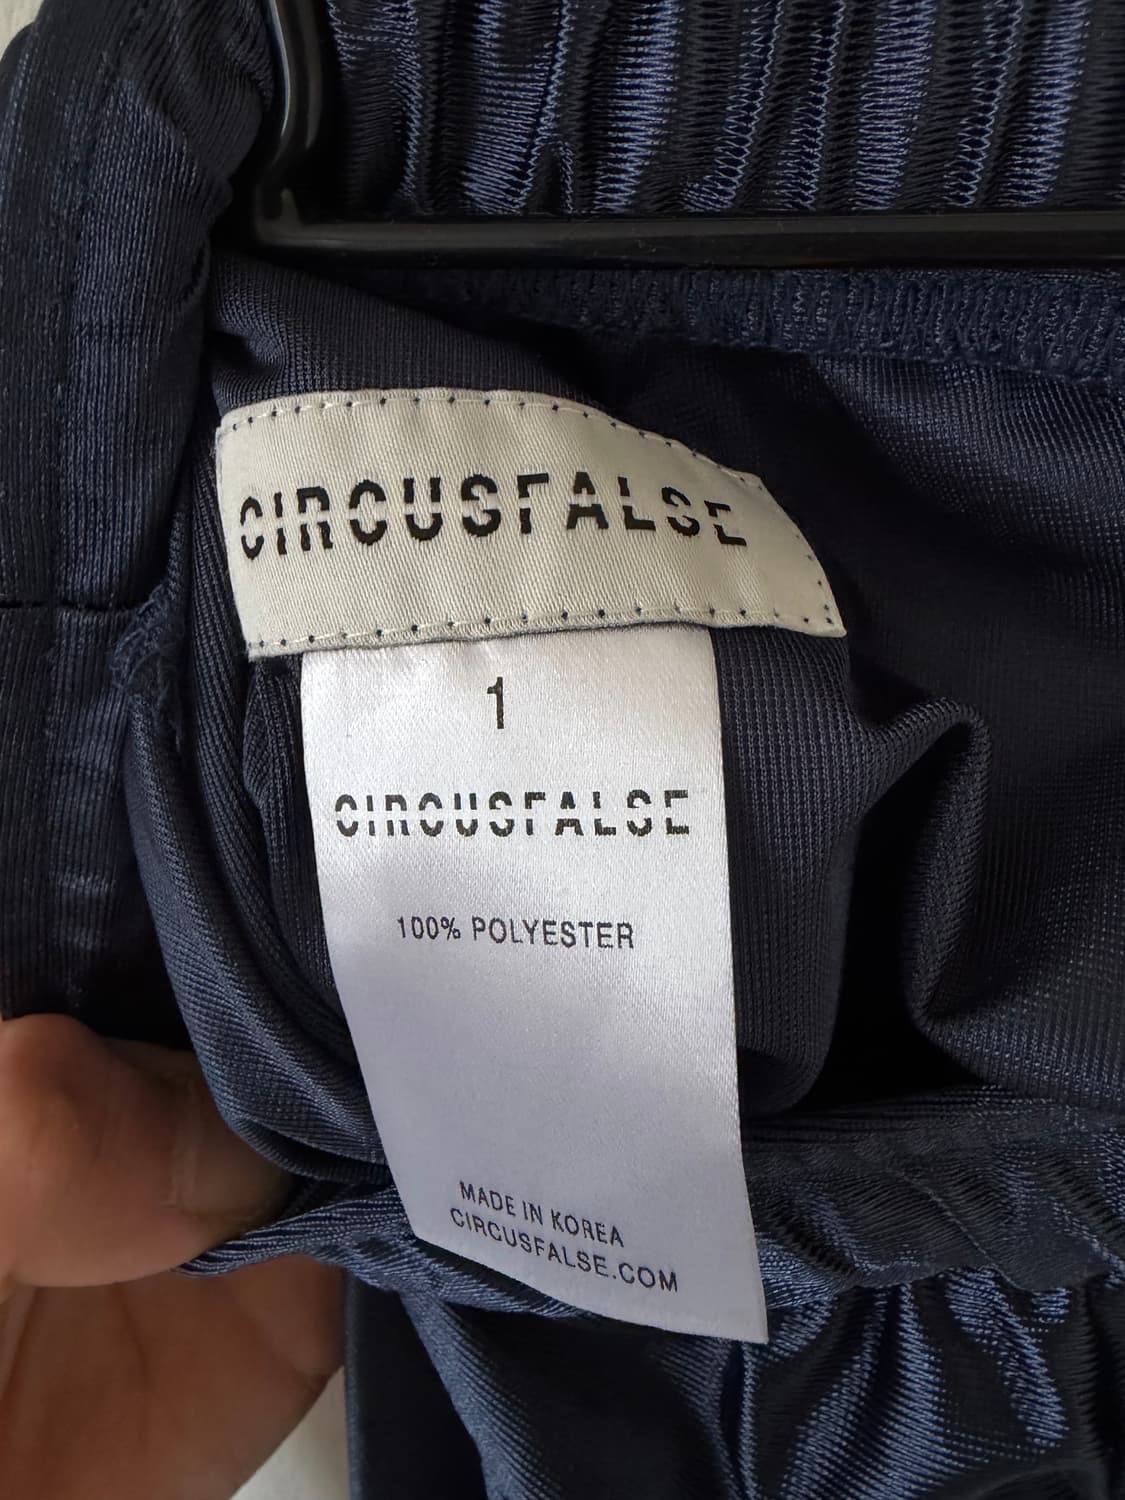 CIRCUSFALSE
1
CIRCUSFALSE
100% POLYESTER
MADE IN KOREA
CIRCUSFALSE.COM